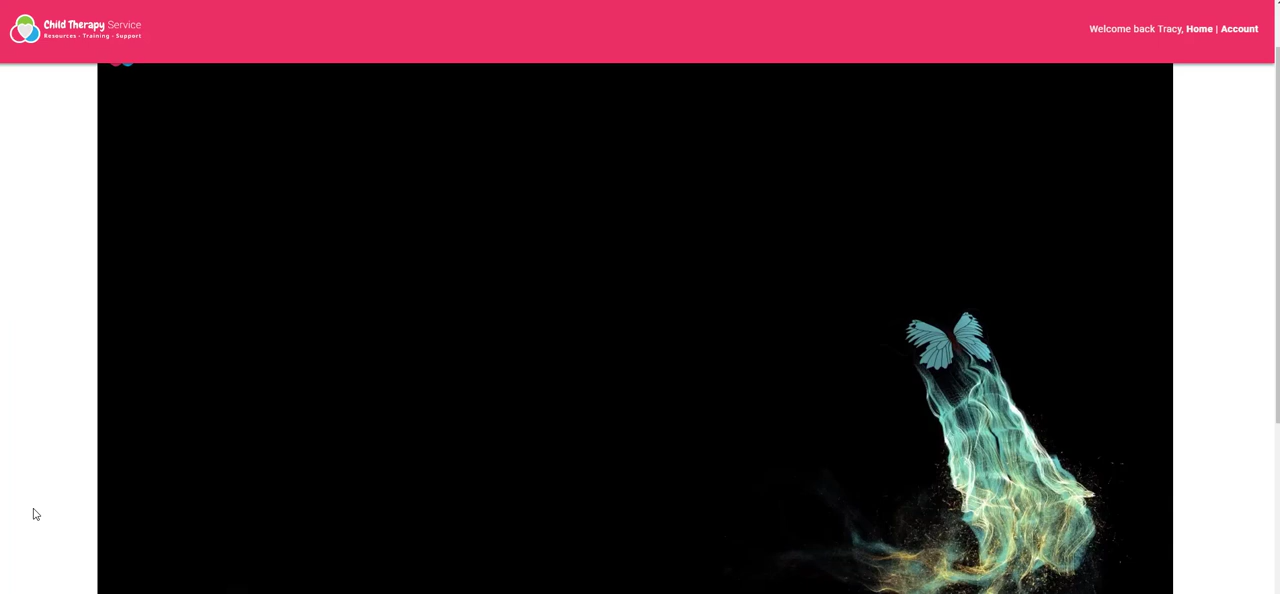 Child Therapy Service
Resources - Training - Support
Welcome back Tracy, Home | Account